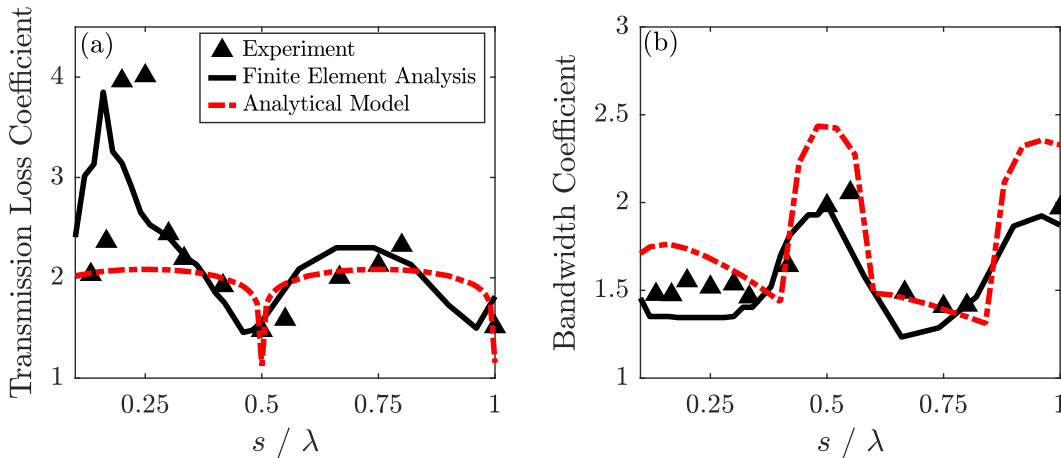 (a)
Experiment
Finite Element Analysis
Analytical Model
Transmission Loss Coefficient
4
3
2
1
0.25 0.5 0.75 1
s / λ
(b)
Bandwidth Coefficient
3
2.5
2
1.5
1
0.25 0.5 0.75 1
s / λ